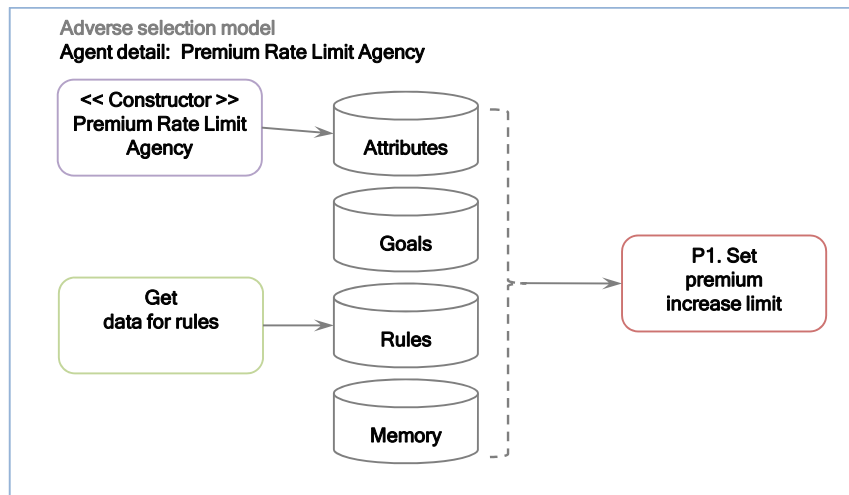 Adverse selection model
Agent detail:  Premium Rate Limit Agency
<< Constructor >>
Premium Rate Limit
Agency
Attributes
Goals
P1. Set
premium
increase limit
Get
data for rules
Rules
Memory